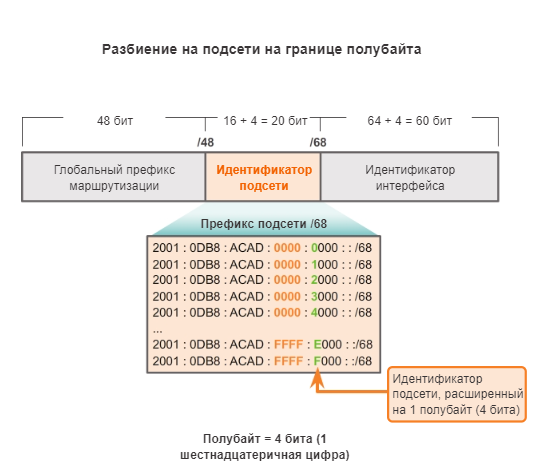 Разбиение на подсети на границе полубайта
48 бит
16 + 4 = 20 бит
64 + 4 = 60 бит
/48
/68
Глобальный префикс
маршрутизации
Идентификатор
подсети
Идентификатор
интерфейса
Префикс подсети /68
2001 : 0DB8 : ACAD : 0000 : 0000 : : /68
2001 : 0DB8 : ACAD : 0000 : 1000 : : /68
2001 : 0DB8 : ACAD : 0000 : 2000 : : /68
2001 : 0DB8 : ACAD : 0000 : 3000 : : /68
2001 : 0DB8 : ACAD : 0000 : 4000 : : /68
...
2001 : 0DB8 : ACAD : FFFF : E000 : :/68
2001 : 0DB8 : ACAD : FFFF : F000 : :/68
Идентификатор
подсети, расширенный
на 1 полубайт (4 бита)
Полубайт = 4 бита (1
шестнадцатеричная цифра)